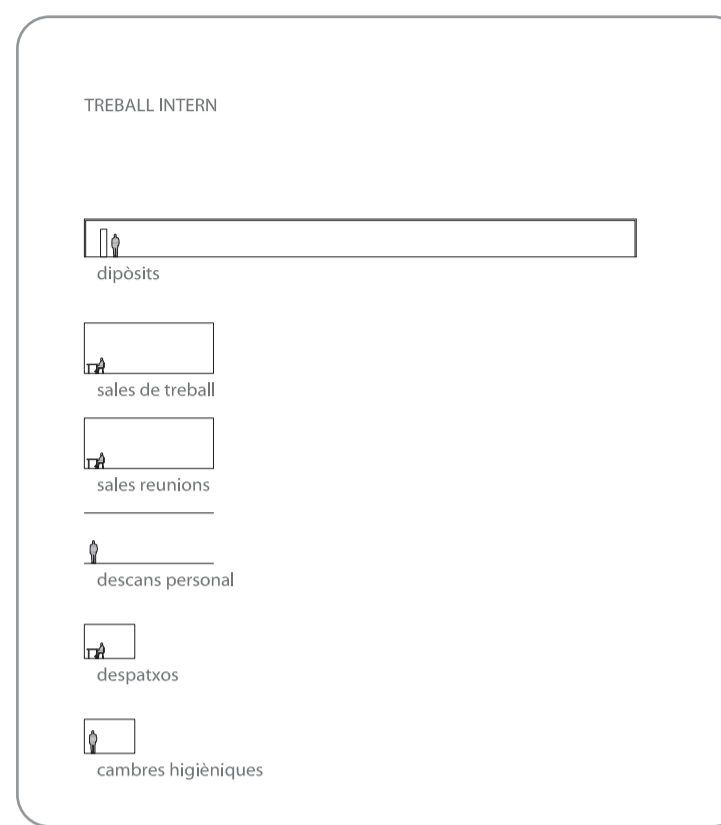 TREBALL INTERN
dipòsits
sales de treball
sales reunions
descans personal
despatxos
cambres higièniques